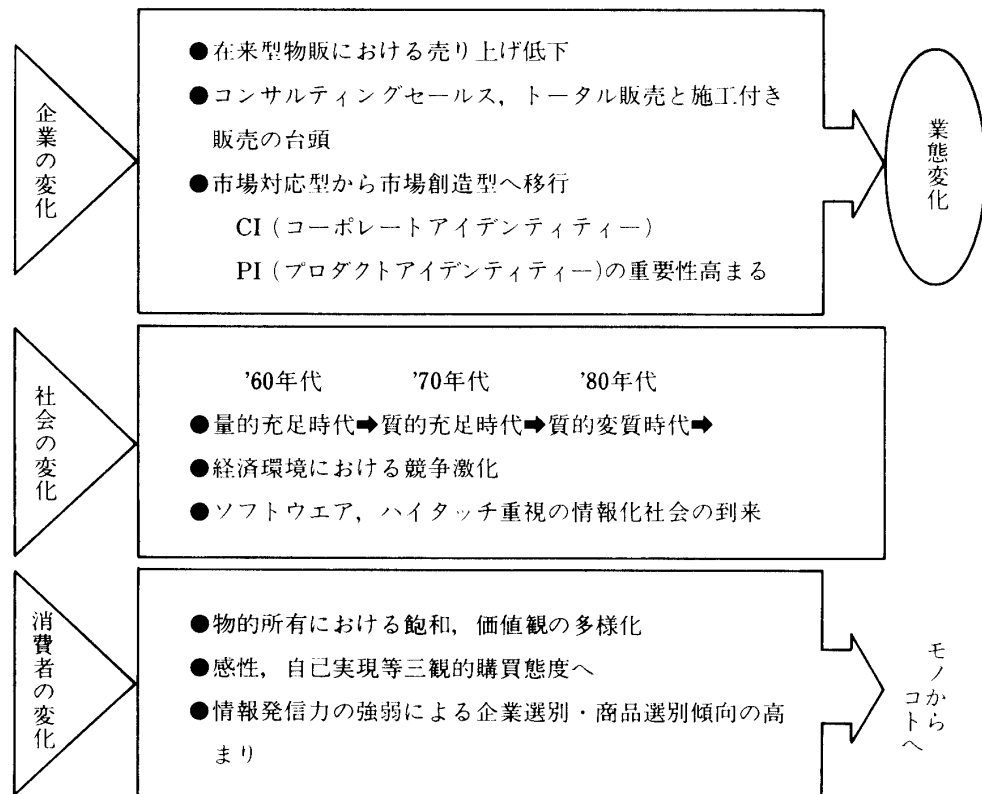 企業の変化
●在来型物販における売り上げ低下
●コンサルティングセールス，トータル販売と施工付き
販売の台頭
●市場対応型から市場創造型へ移行
CI（コーポレートアイデンティティー）
PI（プロダクトアイデンティティー）の重要性高まる
業態変化
社会の変化
'60年代 '70年代 '80年代
●量的充足時代➡質的充足時代➡質的変質時代➡
●経済環境における競争激化
●ソフトウエア，ハイタッチ重視の情報化社会の到来
消費者の変化
●物的所有における飽和，価値観の多様化
●感性，自己実現等三観的購買態度へ
●情報発信力の強弱による企業選別・商品選別傾向の高
まり
モノから
コトへ